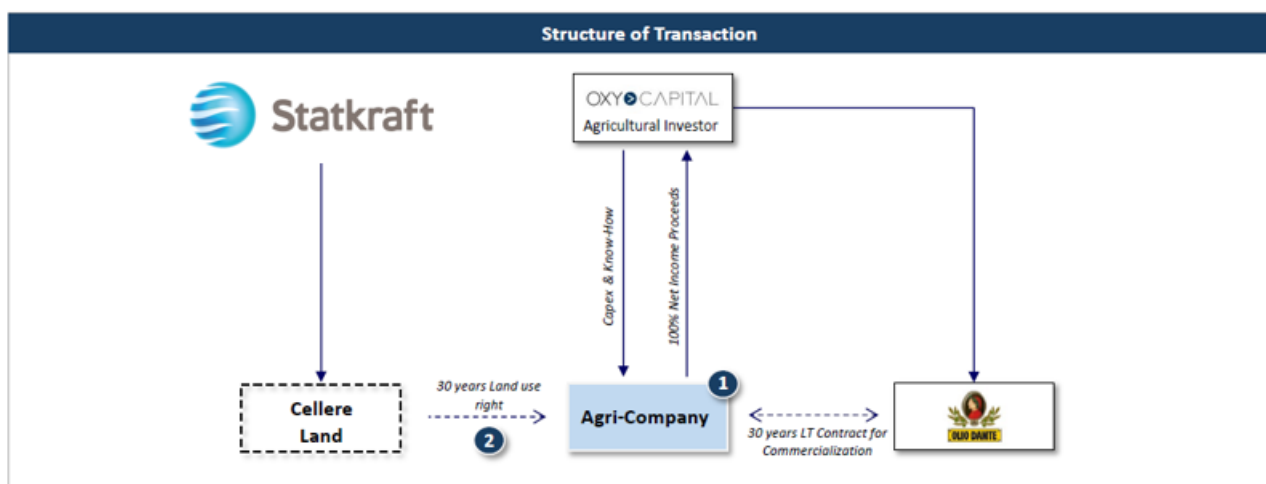 Structure of Transaction
Statkraft
OXY CAPITAL
Agricultural Investor
Capex & Know-How
100% Net Income Proceeds
Cellere
Land
30 years Land use
right
2
Agri-Company
1
30 years LT Contract for
Commercialization
OLIO DANTE